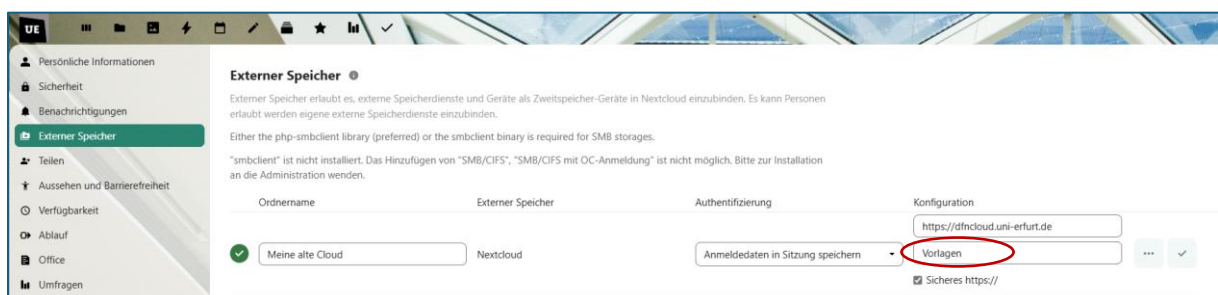 UE
Persönliche Informationen
Sicherheit
Benachrichtigungen
Externer Speicher
Teilen
Aussehen und Barrierefreiheit
Verfügbarkeit
Ablauf
Office
Umfragen
Externer Speicher
Externer Speicher erlaubt es, externe Speicherdienste und Geräte als Zweitspeicher-Geräte in Nextcloud einzubinden. Es kann Personen
erlaubt werden eigene externe Speicherdienste einzubinden.
Either the php-smbclient library (preferred) or the smbclient binary is required for SMB storages.
"smbclient" ist nicht installiert. Das Hinzufügen von "SMB/CIFS", "SMB/CIFS mit OC-Anmeldung" ist nicht möglich. Bitte zur Installation
an die Administration wenden.
Ordnername Externer Speicher Authentifizierung Konfiguration
https://dfncloud.uni-erfurt.de
Meine alte Cloud Nextcloud Anmeldedaten in Sitzung speichern Vorlagen
Sicheres https://